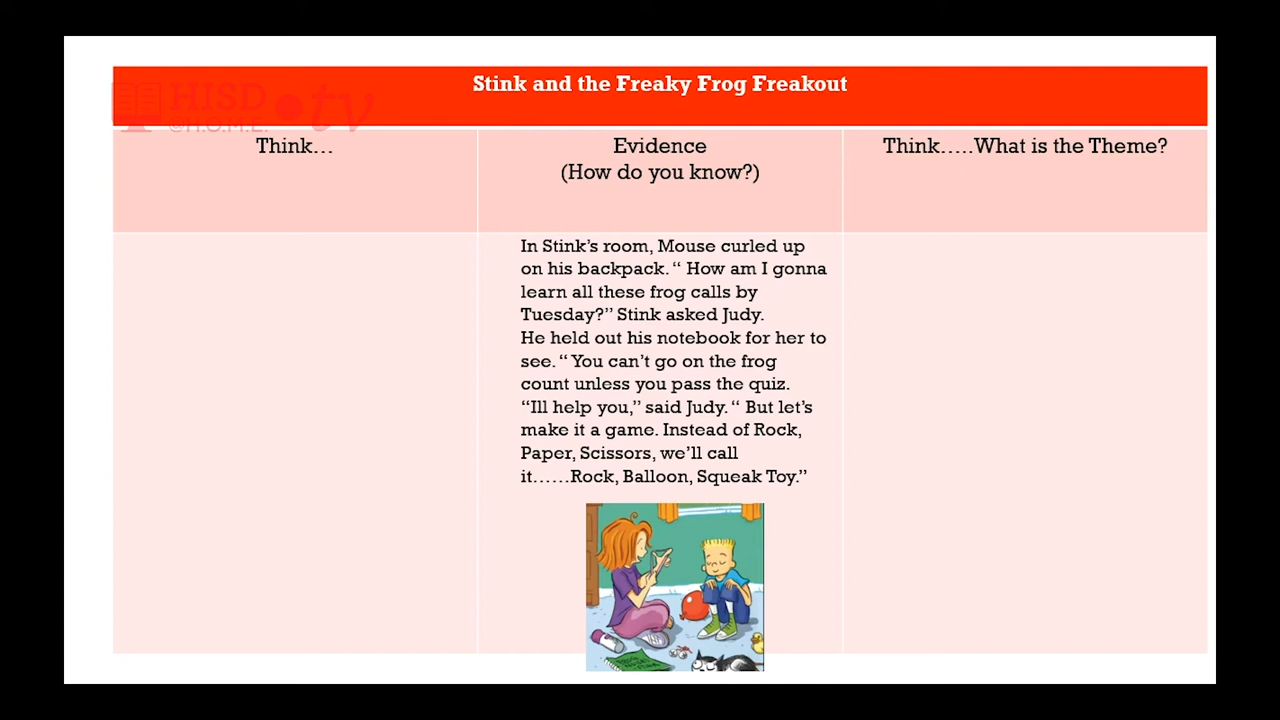 Stink and the Freaky Frog Freakout
HISD
@H.O.M.E.
.tv
Think...
Evidence
(How do you know?)
Think.....What is the Theme?
In Stink's room, Mouse curled up
on his backpack. “ How am I gonna
learn all these frog calls by
Tuesday?” Stink asked Judy.
He held out his notebook for her to
see. “ You can't go on the frog
count unless you pass the quiz.
“Ill help you,” said Judy. “ But let's
make it a game. Instead of Rock,
Paper, Scissors, we'll call
it......Rock, Balloon, Squeak Toy.”